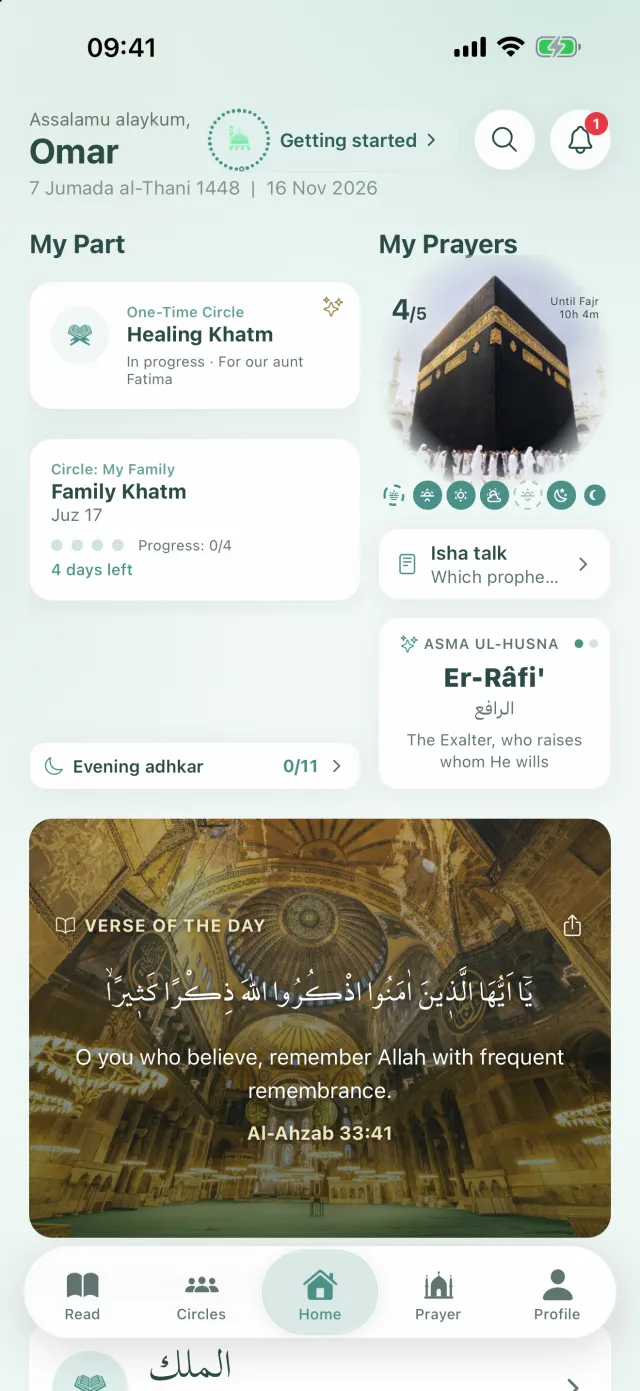 09:41
Assalamu alaykum,
Omar
Getting started
1
7 Jumada al-Thani 1448 | 16 Nov 2026
My Part
One-Time Circle
Healing Khatm
In progress · For our aunt
Fatima
Circle: My Family
Family Khatm
Juz 17
Progress: 0/4
4 days left
Evening adhkar
0/11
My Prayers
4/5
Until Fajr
10h 4m
Isha talk
Which prophe...
ASMA UL-HUSNA
Er-Râfi'
الرافع
The Exalter, who raises
whom He wills
VERSE OF THE DAY
يَٓا اَيُّهَا الَّذ۪ينَ اٰمَنُوا اذْكُرُوا اللّٰهَ ذِكْرًا كَث۪يرًاۙ
O you who believe, remember Allah with frequent
remembrance.
Al-Ahzab 33:41
Read
Circles
Home
Prayer
Profile
الملك